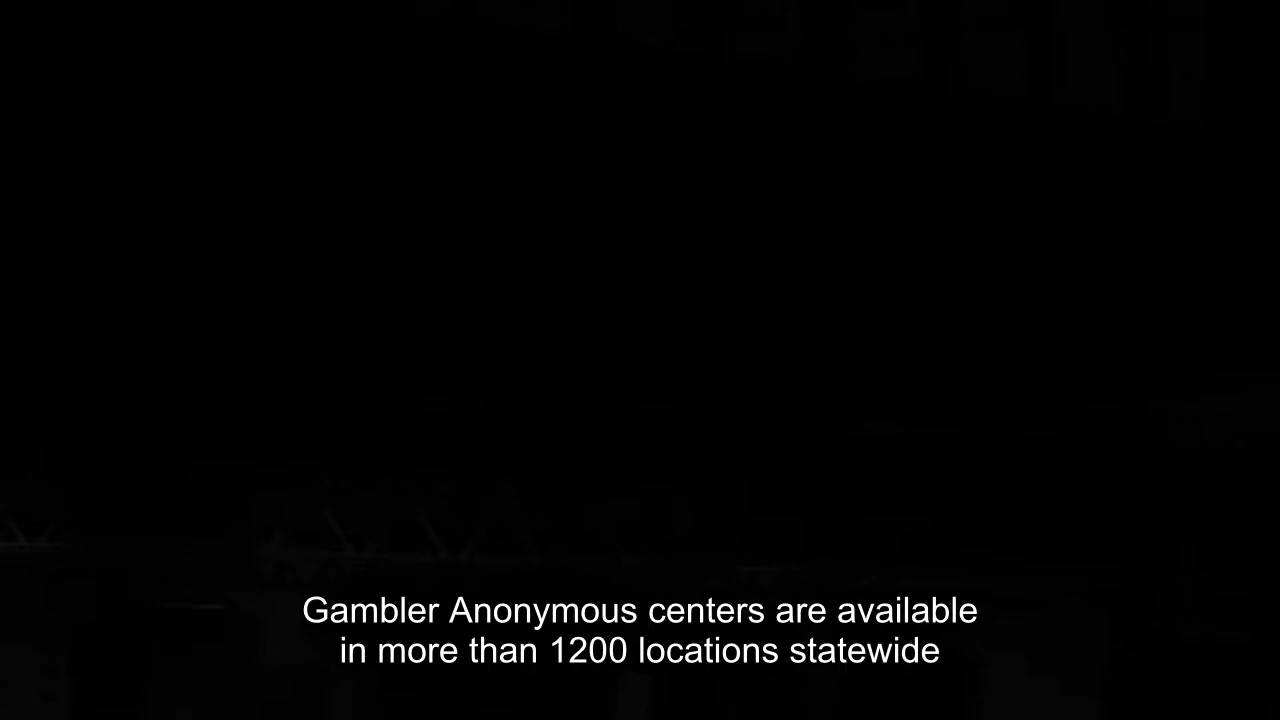 Gambler Anonymous centers are available
in more than 1200 locations statewide